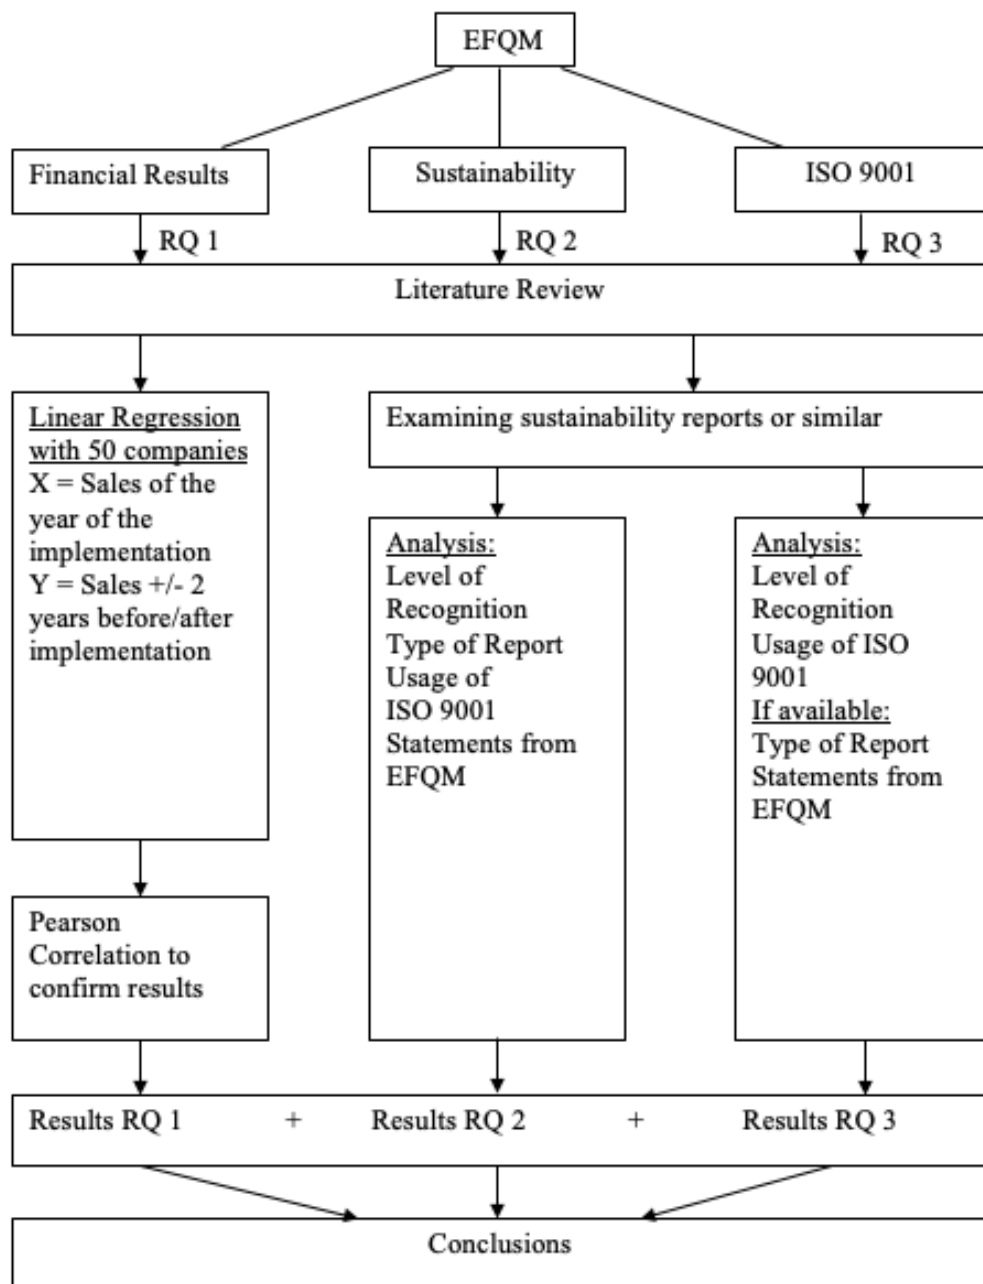 EFQM
Financial Results
Sustainability
ISO 9001
RQ 1
RQ 2
RQ 3
Literature Review
Linear Regression
with 50 companies
X = Sales of the
year of the
implementation
Y = Sales +/- 2
years before/after
implementation
Examining sustainability reports or similar
Analysis:
Level of
Recognition
Type of Report
Usage of
ISO 9001
Statements from
EFQM
Analysis:
Level of
Recognition
Usage of ISO
9001
If available:
Type of Report
Statements from
EFQM
Pearson
Correlation to
confirm results
Results RQ 1 + Results RQ 2 + Results RQ 3
Conclusions